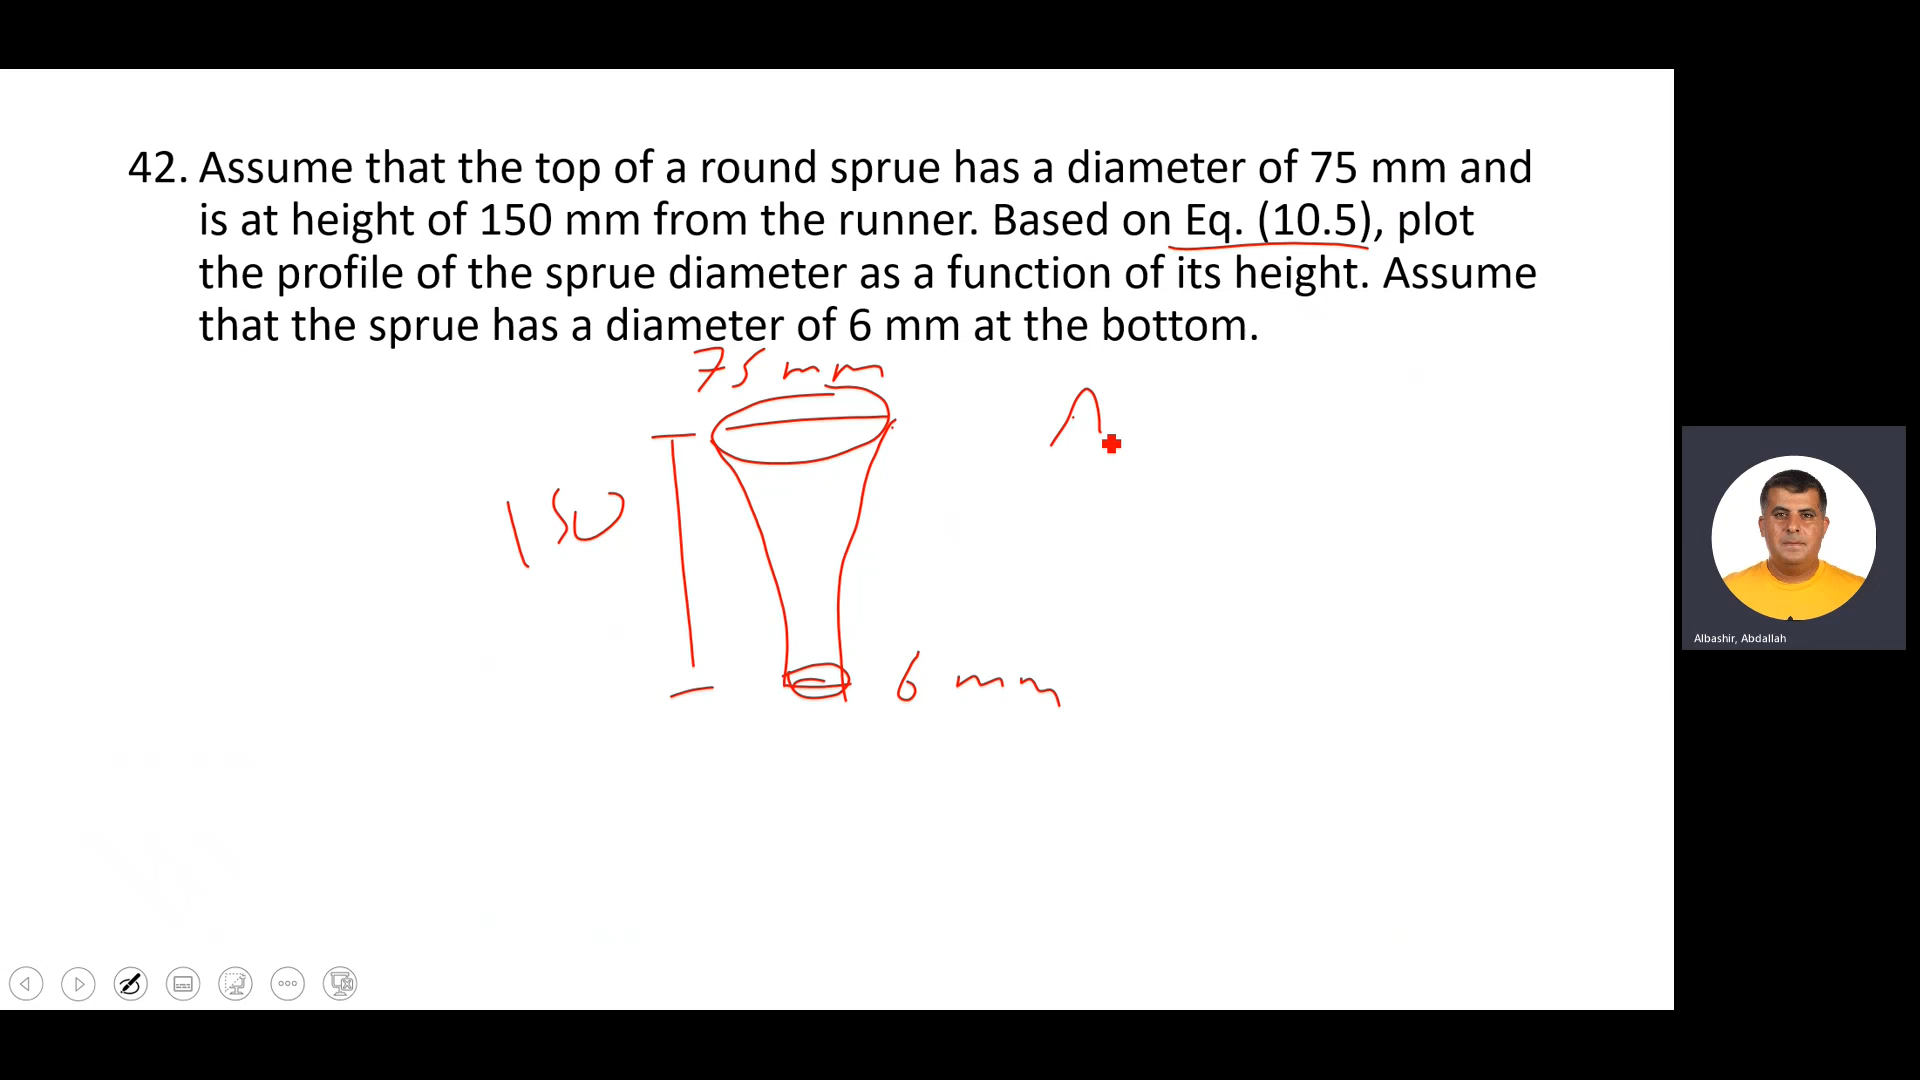 42. Assume that the top of a round sprue has a diameter of 75 mm and
is at height of 150 mm from the runner. Based on Eq. (10.5), plot
the profile of the sprue diameter as a function of its height. Assume
that the sprue has a diameter of 6 mm at the bottom.
75 mm
150
6 mm
Albashir, Abdallah